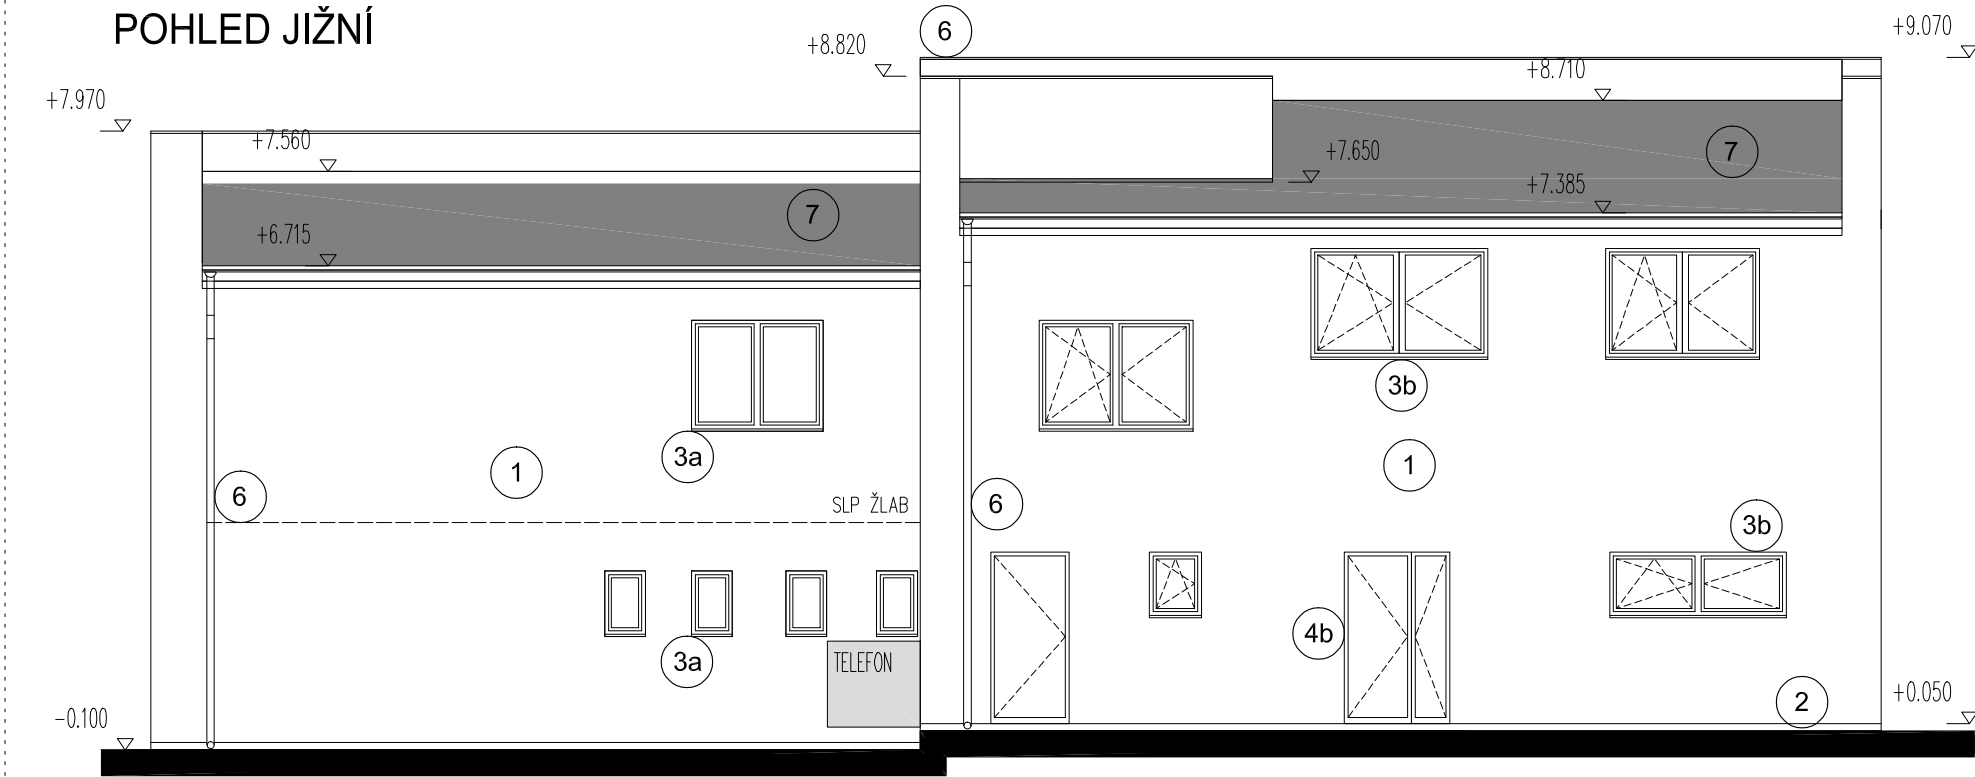 POHLED JIŽNÍ
6
+9.070
+8.820
+8.710
+7.970
+7.560
+7.650
7
+7.385
7
+6.715
3b
3a
1
1
6
SLP ŽLAB
6
3b
4b
3a
TELEFON
2
+0.050
-0.100